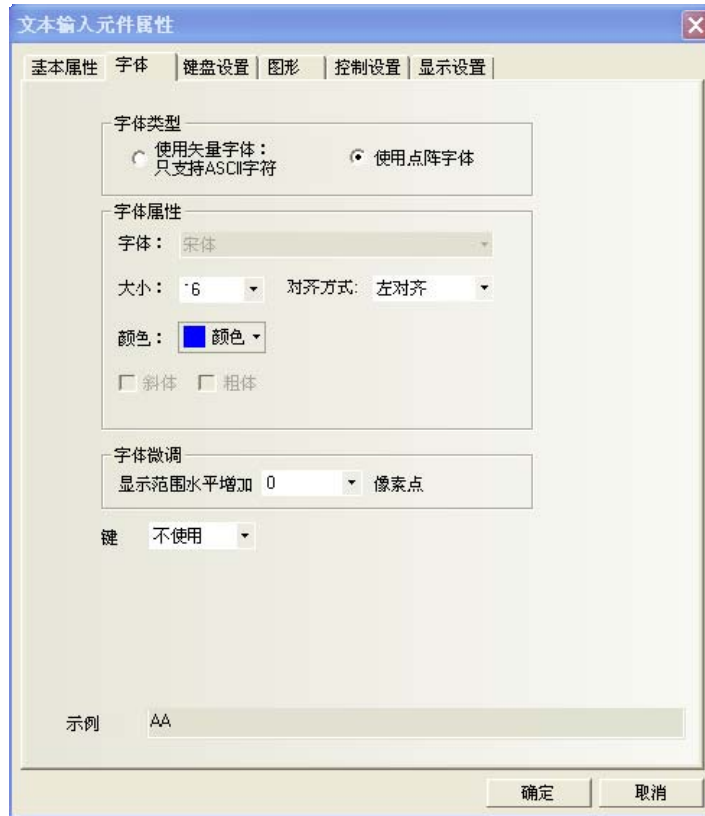 文本输入元件属性
基本属性 字体 键盘设置 图形 控制设置 显示设置
字体类型
使用矢量字体： 使用点阵字体
只支持ASCII字符
字体属性
字体： 宋体
大小： 16 对齐方式: 左对齐
颜色： 颜色
斜体 粗体
字体微调
显示范围水平增加 0 像素点
键 不使用
示例 AA
确定 取消